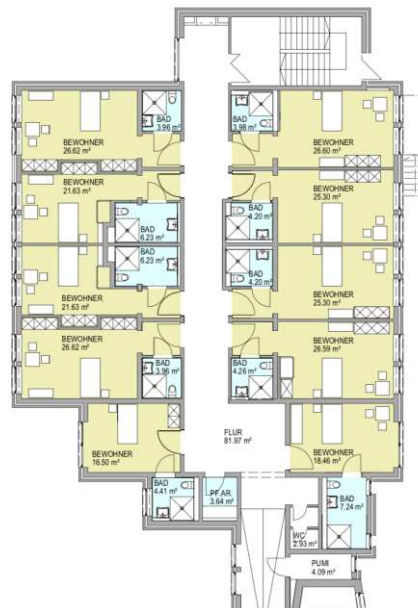 BEWOHNER
26.62 m²
BAD
3.96 m²
BAD
3.98 m²
BEWOHNER
26.60 m²
BEWOHNER
21.63 m²
BEWOHNER
25.30 m²
BAD
6.23 m²
BAD
4.20 m²
BAD
6.23 m²
BAD
4.20 m²
BEWOHNER
21.63 m²
BEWOHNER
25.30 m²
BEWOHNER
26.62 m²
BAD
3.96 m²
BAD
4.26 m²
BEWOHNER
26.59 m²
BEWOHNER
16.50 m²
FLUR
81.97 m²
BEWOHNER
18.46 m²
BAD
4.41 m²
PF.AR.
3.64 m²
BAD
7.24 m²
WC
2.93 m²
PUMI
4.09 m²